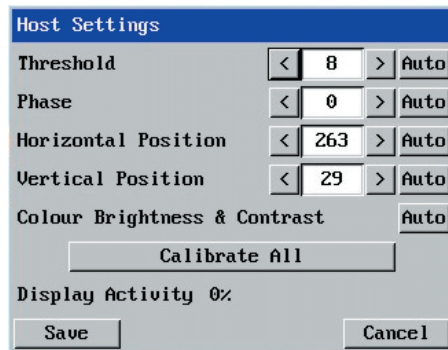 Host Settings
Threshold < 8 > Auto
Phase < 0 > Auto
Horizontal Position < 263 > Auto
Vertical Position < 29 > Auto
Colour Brightness & Contrast Auto
Calibrate All
Display Activity 0%
Save Cancel